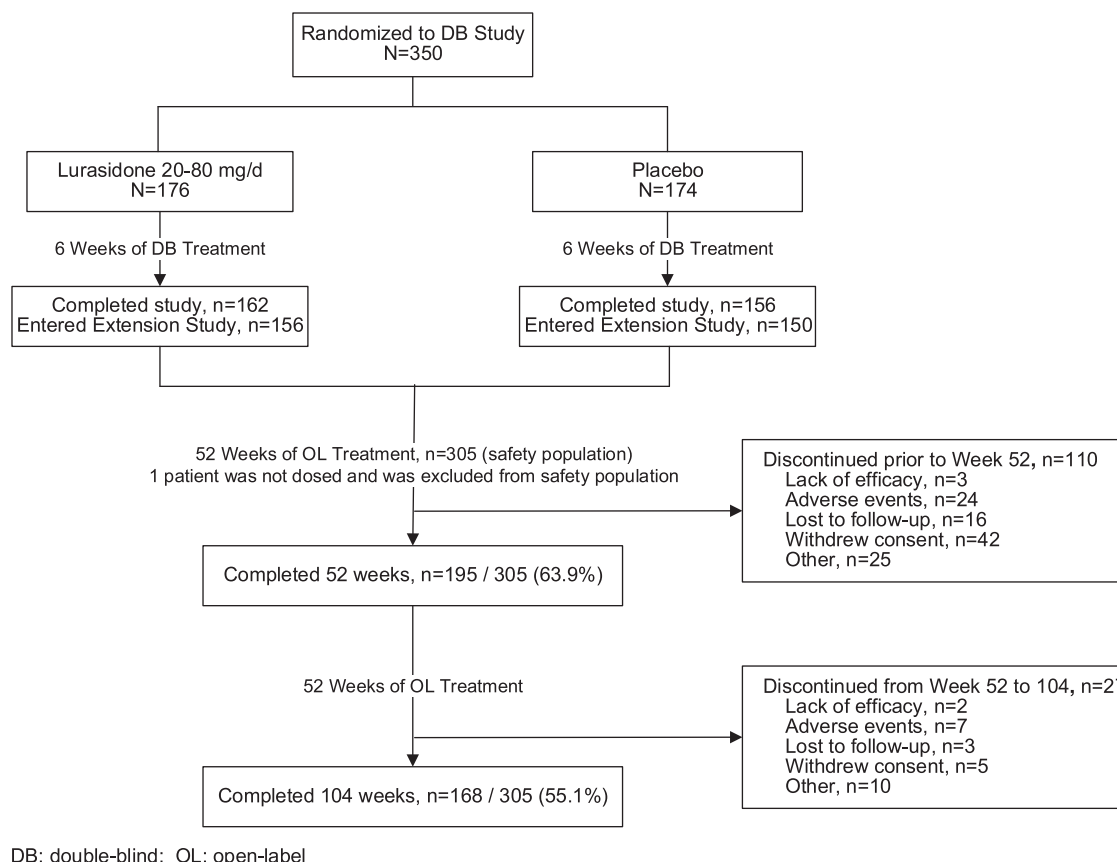 Randomized to DB Study
N=350
Lurasidone 20-80 mg/d
N=176
Placebo
N=174
6 Weeks of DB Treatment
6 Weeks of DB Treatment
Completed study, n=162
Entered Extension Study, n=156
Completed study, n=156
Entered Extension Study, n=150
52 Weeks of OL Treatment, n=305 (safety population)
1 patient was not dosed and was excluded from safety population
Discontinued prior to Week 52, n=110
Lack of efficacy, n=3
Adverse events, n=24
Lost to follow-up, n=16
Withdrew consent, n=42
Other, n=25
Completed 52 weeks, n=195 / 305 (63.9%)
52 Weeks of OL Treatment
Discontinued from Week 52 to 104, n=2
Lack of efficacy, n=2
Adverse events, n=7
Lost to follow-up, n=3
Withdrew consent, n=5
Other, n=10
Completed 104 weeks, n=168 / 305 (55.1%)
DB: double-blind; OL: open-label